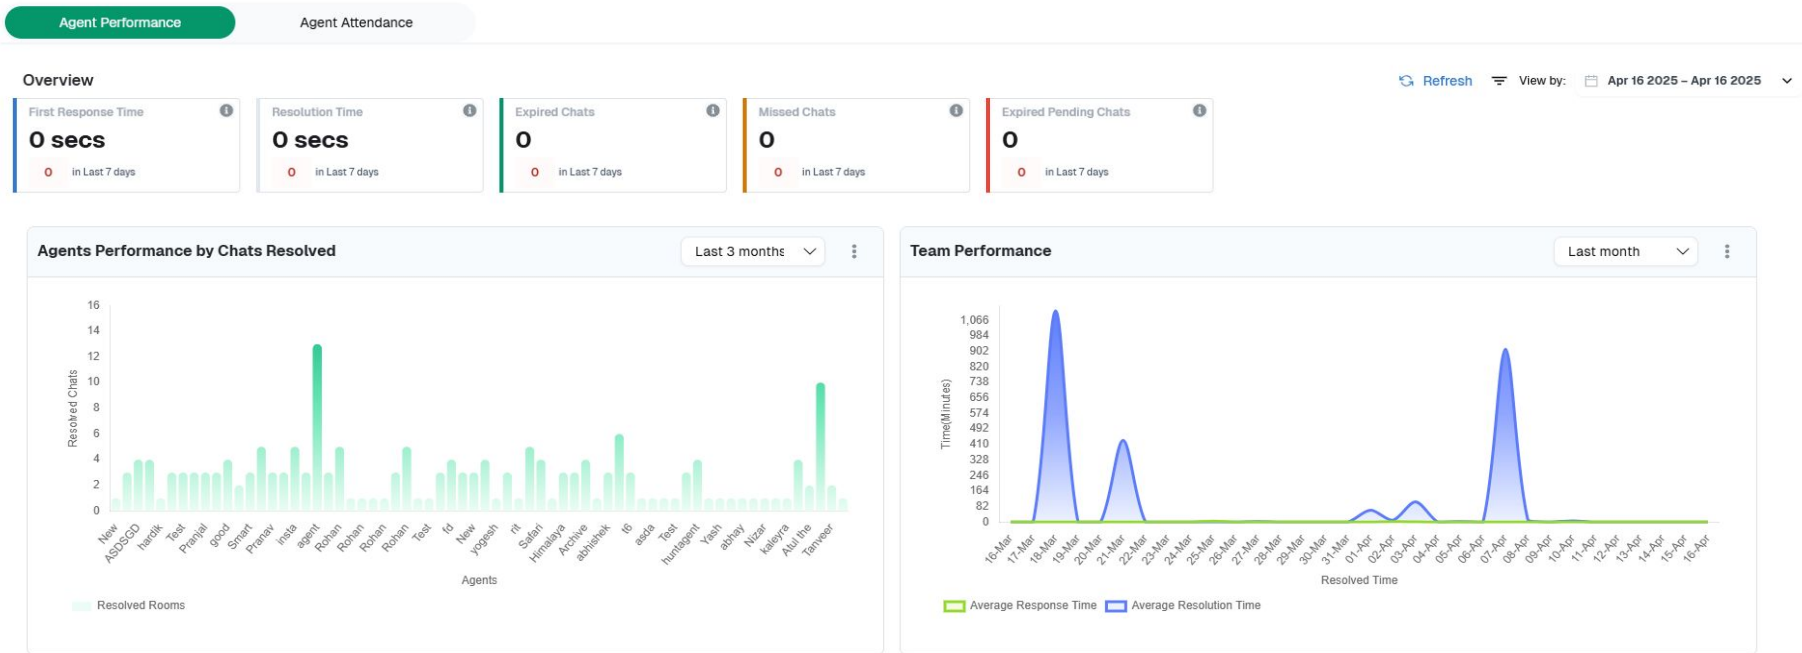 Agent Performance
Agent Attendance
Overview
Refresh
View by:
Apr 16 2025 – Apr 16 2025
First Response Time
0 secs
0 in Last 7 days
Resolution Time
0 secs
0 in Last 7 days
Expired Chats
0
0 in Last 7 days
Missed Chats
0
0 in Last 7 days
Expired Pending Chats
0
0 in Last 7 days
Agents Performance by Chats Resolved
Last 3 months
16
14
12
10
8
6
4
2
0
Resolved Chats
New
ASDSGD
hardik
Test
Pranjal
good
Smart
Pranav
insta
agent
Rohan
Rohan
Rohan
Rohan
Test
fd
New
yogesh
rit
Safari
Himalaya
Archive
abhishek
t6
asda
Test
huntagent
Yash
abhay
Nizar
kaleyra
Atul the
Tanveer
Agents
Resolved Rooms
Team Performance
Last month
1,066
984
902
820
738
656
574
492
410
328
246
164
82
0
Time(Minutes)
16-Mar
17-Mar
18-Mar
19-Mar
20-Mar
21-Mar
22-Mar
23-Mar
24-Mar
25-Mar
26-Mar
27-Mar
28-Mar
29-Mar
30-Mar
31-Mar
01-Apr
02-Apr
03-Apr
04-Apr
05-Apr
06-Apr
07-Apr
08-Apr
09-Apr
10-Apr
11-Apr
12-Apr
13-Apr
14-Apr
15-Apr
16-Apr
Resolved Time
Average Response Time
Average Resolution Time